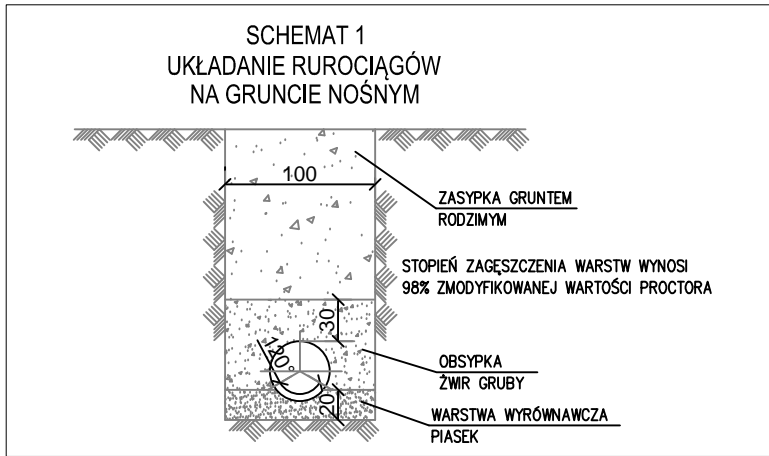 SCHEMAT 1
UKŁADANIE RUROCIĄGÓW
NA GRUNCIE NOŚNYM
100
ZASYPKA GRUNTEM
RODZIMYM
STOPIEŃ ZAGĘSZCZENIA WARSTW WYNOSI
98% ZMODYFIKOWANEJ WARTOŚCI PROCTORA
30
120°
OBSYPKA
ŻWIR GRUBY
20
WARSTWA WYRÓWNAWCZA
PIASEK